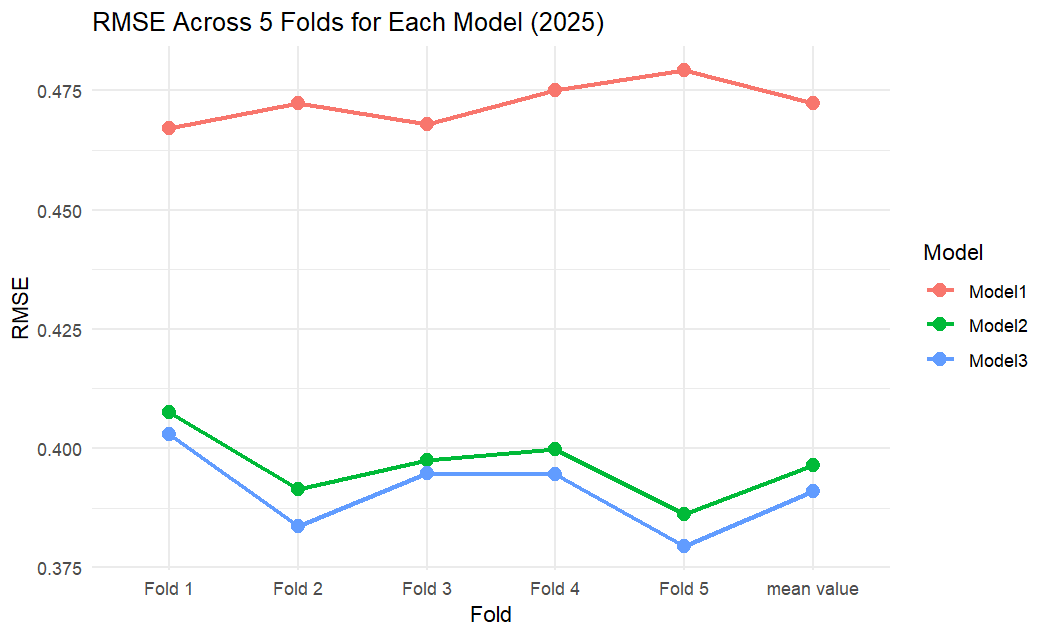 RMSE Across 5 Folds for Each Model (2025)
0.475
0.450
0.425
0.400
0.375
RMSE
Fold 1 Fold 2 Fold 3 Fold 4 Fold 5 mean value
Fold
Model
Model1
Model2
Model3